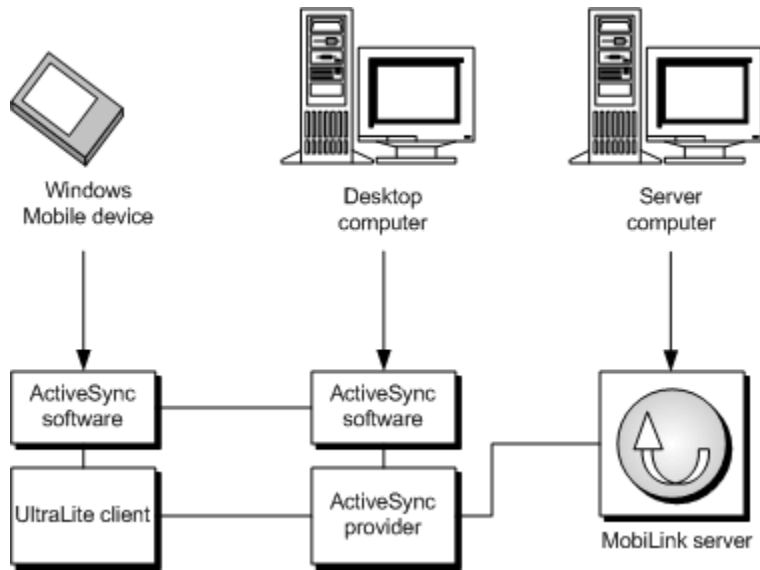 Windows
Mobile device
Desktop
computer
Server
computer
ActiveSync
software
ActiveSync
software
UltraLite client
ActiveSync
provider
MobiLink server